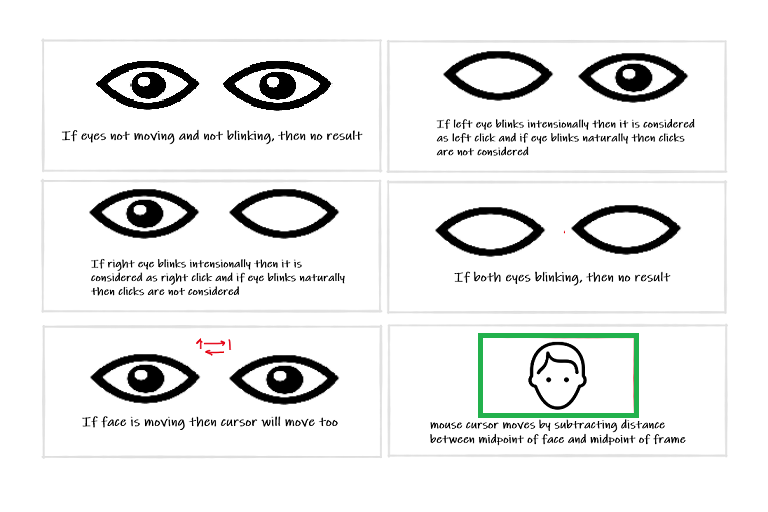 If eyes not moving and not blinking, then no result
If left eye blinks intensionally then it is considered
as left click and if eye blinks naturally then clicks
are not considered
If right eye blinks intensionally then it is
considered as right click and if eye blinks naturally
then clicks are not considered
If both eyes blinking, then no result
If face is moving then cursor will move too
mouse cursor moves by subtracting distance
between midpoint of face and midpoint of frame